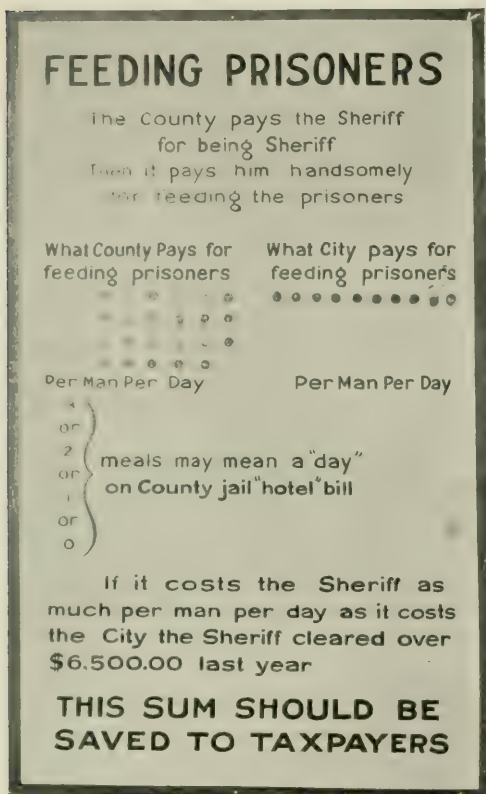 FEEDING PRISONERS
The County pays the Sheriff
for being Sheriff
Then it pays him handsomely
for feeding the prisoners
What County Pays for
feeding prisoners
What City pays for
feeding prisoners
Per Man Per Day
Per Man Per Day
or
2
or
1
or
0
meals may mean a "day"
on County jail "hotel" bill
If it costs the Sheriff as
much per man per day as it costs
the City the Sheriff cleared over
$6.500.00 last year
THIS SUM SHOULD BE
SAVED TO TAXPAYERS